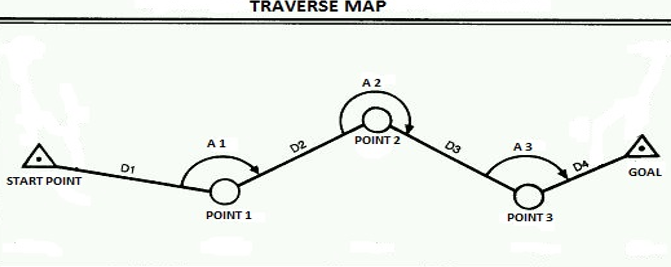 TRAVERSE MAP
A 2
A 1
D2
POINT 2
D3
A 3
D4
GOAL
START POINT
D1
POINT 1
POINT 3